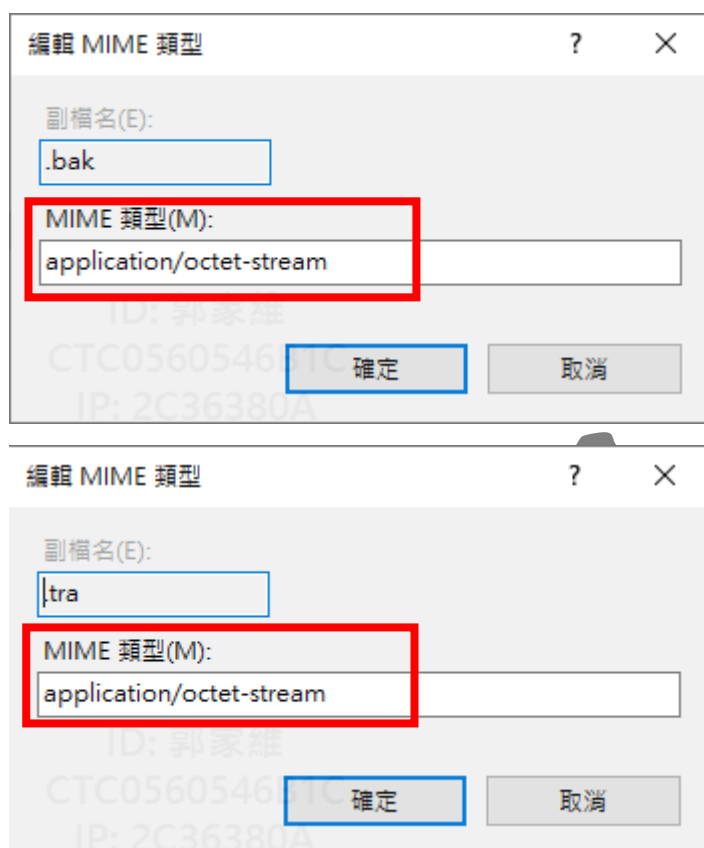 編輯 MIME 類型
? ×
副檔名(E):
.bak
MIME 類型(M):
application/octet-stream
ID: 郭家維
CTC0560546B1C
確定
取消
IP: 2C36380A
編輯 MIME 類型
? ×
副檔名(E):
.tra
MIME 類型(M):
application/octet-stream
ID: 郭家維
CTC0560546B1C
確定
取消
IP: 2C36380A